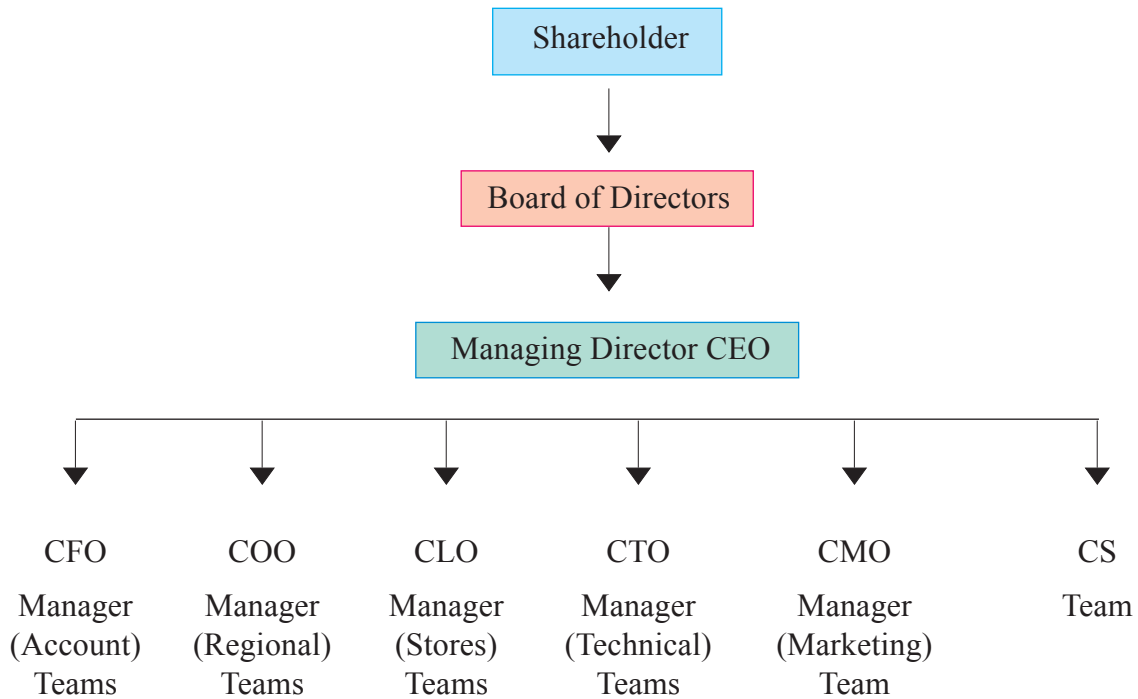 Shareholder
Board of Directors
Managing Director CEO
CFO
COO
CLO
CTO
CMO
CS
Manager
(Account)
Teams
Manager
(Regional)
Teams
Manager
(Stores)
Teams
Manager
(Technical)
Teams
Manager
(Marketing)
Team
Team